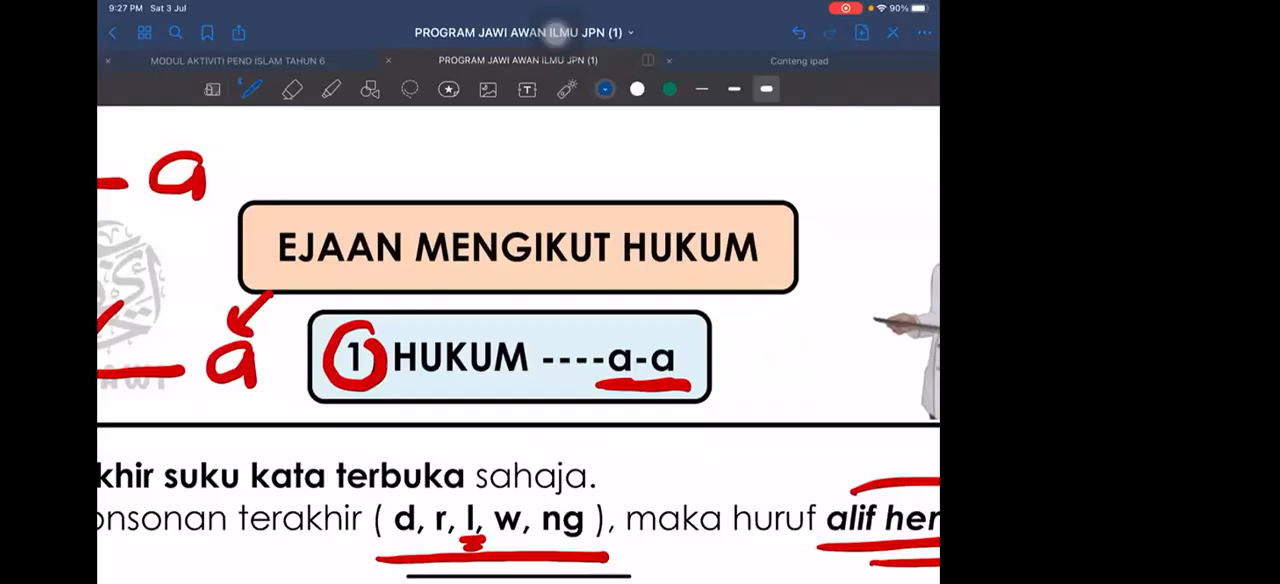 9:27 PM Sat 3 Jul
90%
PROGRAM JAWI AWAN ILMU JPN (1)
MODUL AKTIVITI PEND ISLAM TAHUN 6
PROGRAM JAWI AWAN ILMU JPN (1)
Conteng ipad
a
EJAAN MENGIKUT HUKUM
a
1) HUKUM ----a-a
khir suku kata terbuka sahaja.
onsonan terakhir ( d, r, l, w, ng ), maka huruf alif her